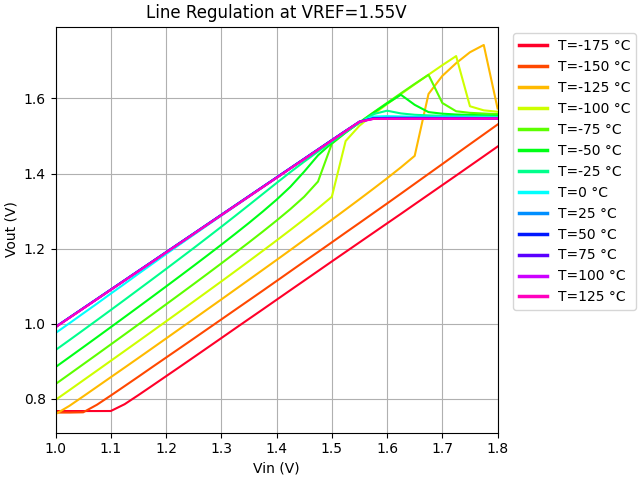 Line Regulation at VREF=1.55V
Vout (V)
1.6
1.4
1.2
1.0
0.8
1.0 1.1 1.2 1.3 1.4 1.5 1.6 1.7 1.8
Vin (V)
T=-175 °C
T=-150 °C
T=-125 °C
T=-100 °C
T=-75 °C
T=-50 °C
T=-25 °C
T=0 °C
T=25 °C
T=50 °C
T=75 °C
T=100 °C
T=125 °C